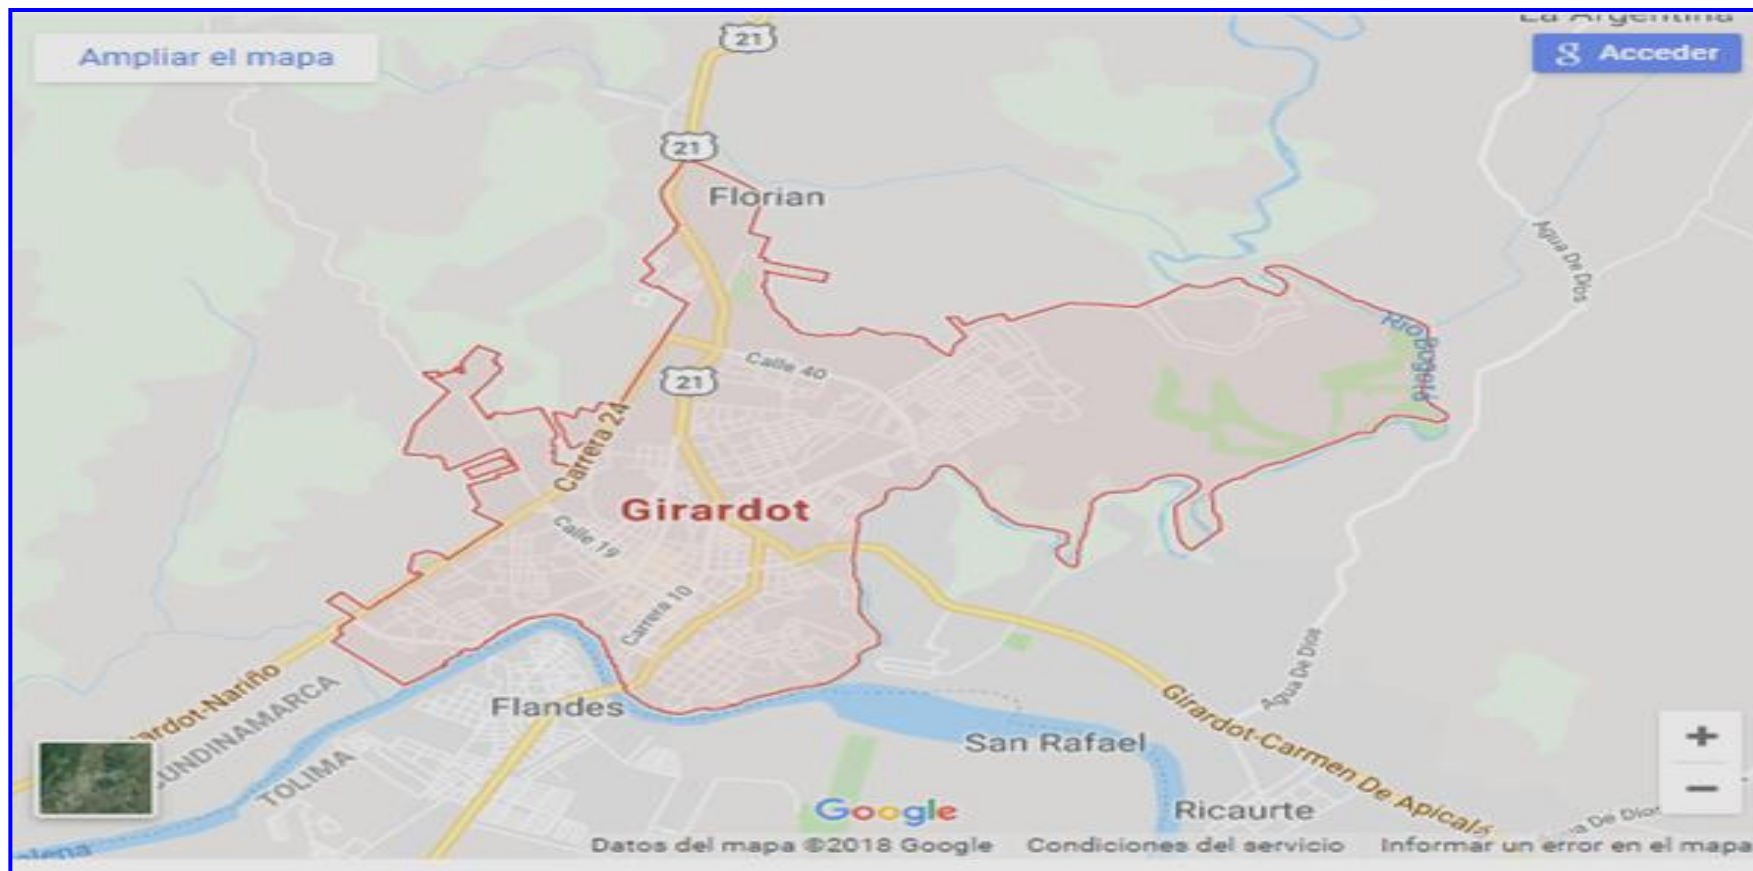 La Argentina
21
Ampliar el mapa
Acceder
21
Florian
Agua De Dios
Río Bogotá
Calle 40
21
Carrera 24
Girardot
Calle 19
Carrera 10
Agua De Dios
Flandes
CUNDINAMARCA
TOLIMA
Girardot-Carmen De Apicalá
San Rafael
Ricaurte
Google
Datos del mapa ©2018 Google
Condiciones del servicio
Informar un error en el mapa